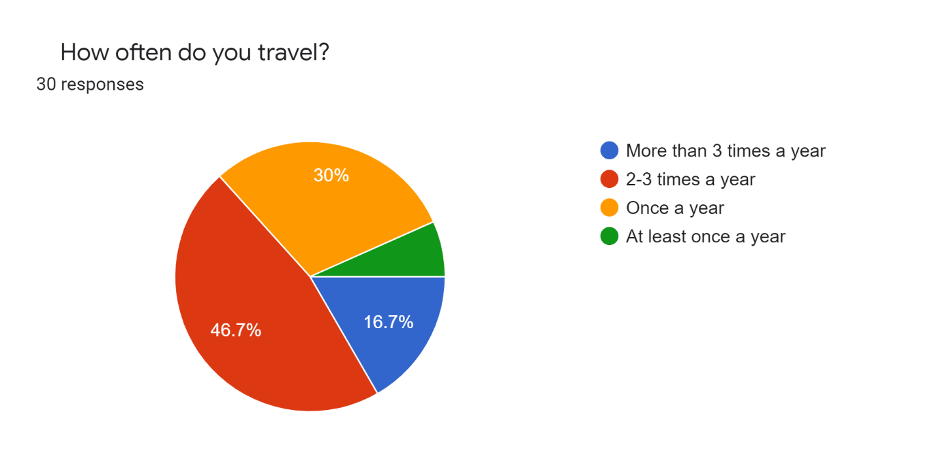 How often do you travel?
30 responses
30%
46.7%
16.7%
More than 3 times a year
2-3 times a year
Once a year
At least once a year